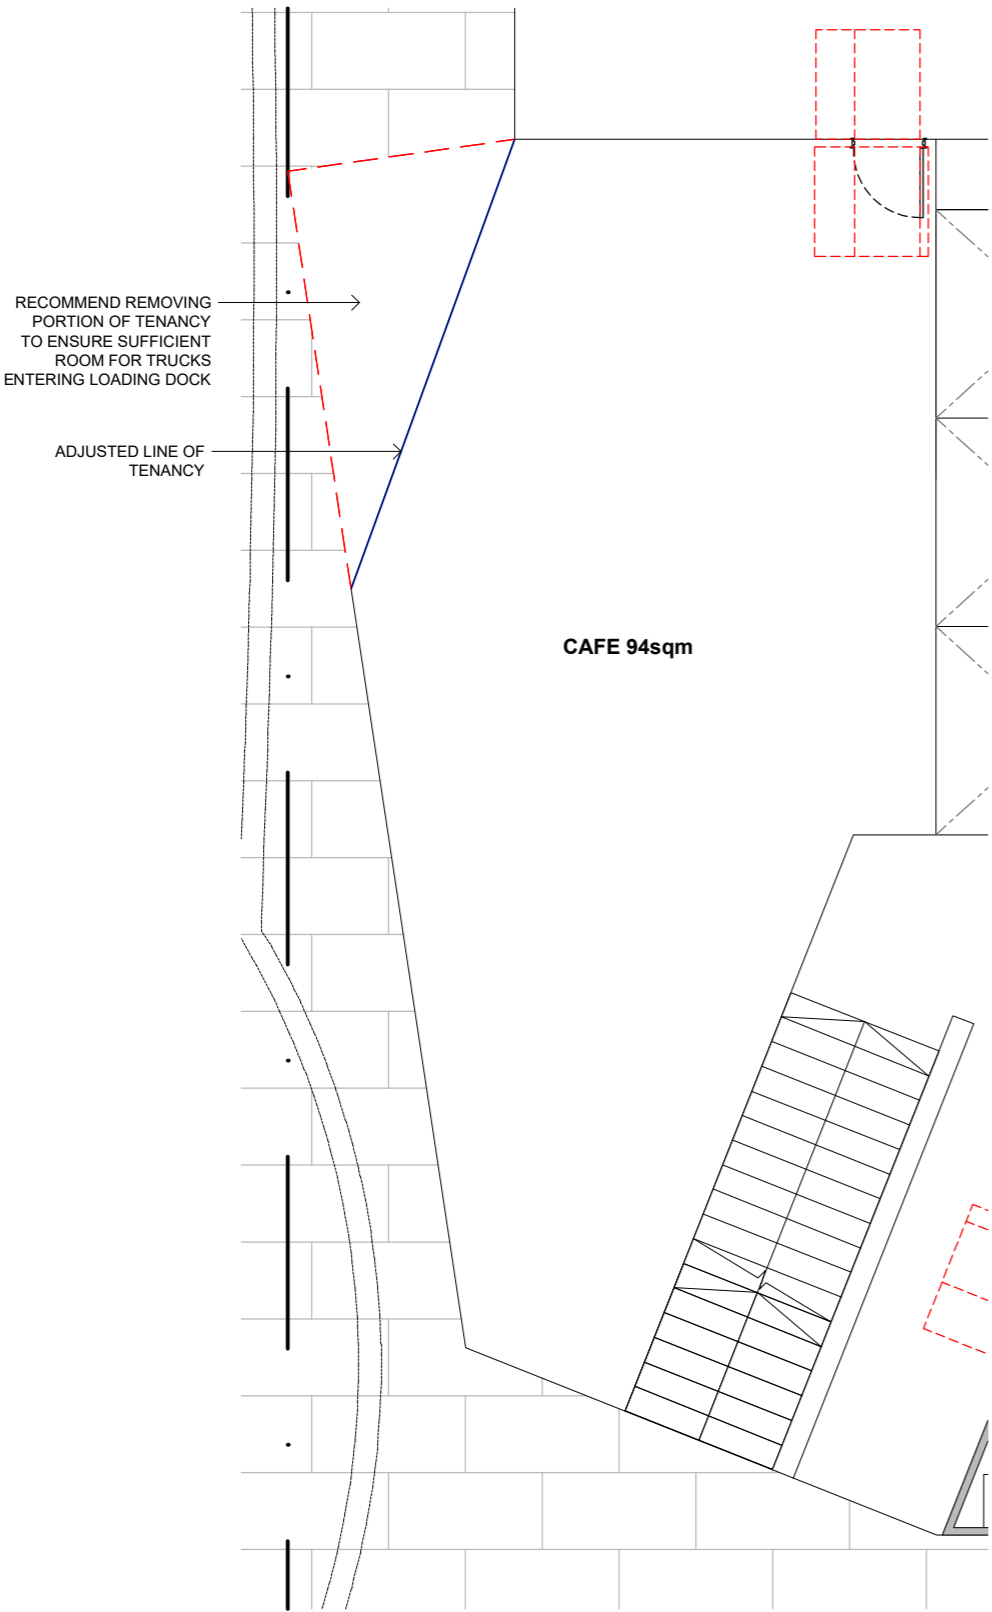 RECOMMEND REMOVING
PORTION OF TENANCY
TO ENSURE SUFFICIENT
ROOM FOR TRUCKS
ENTERING LOADING DOCK
ADJUSTED LINE OF
TENANCY
CAFE 94sqm